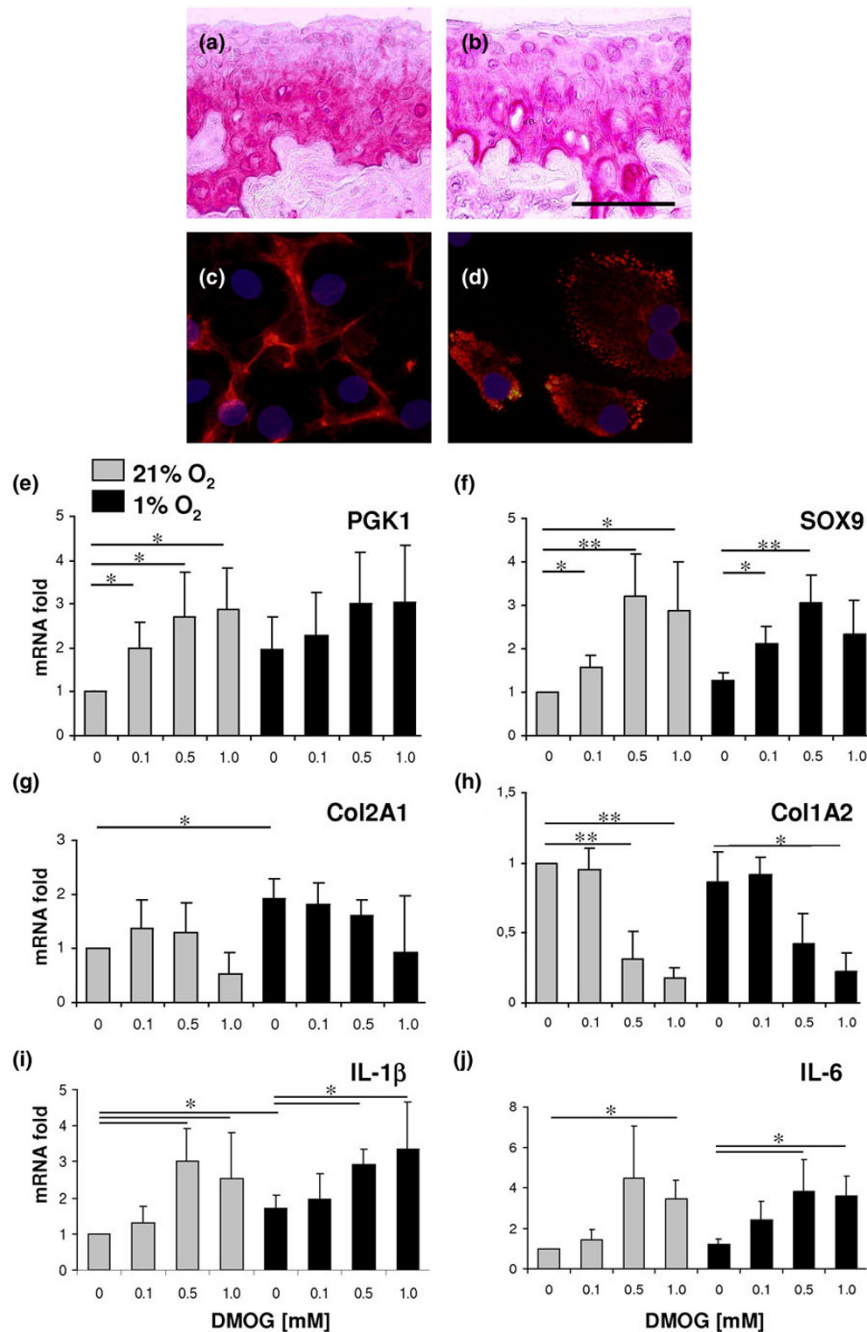 (a) (b)
(c) (d)
(e) 21% O₂ (f)
1% O₂
PGK1 SOX9
5 5
* *
4 * 4 ** **
* * *
3 3
mRNA fold
2 2
1 1
0 0
0 0.1 0.5 1.0 0 0.1 0.5 1.0 0 0.1 0.5 1.0 0 0.1 0.5 1.0
(g) (h)
3 Col2A1 1,5 Col1A2
* ** *
2 ** 1
mRNA fold
1 0,5
0 0
0 0.1 0.5 1.0 0 0.1 0.5 1.0 0 0.1 0.5 1.0 0 0.1 0.5 1.0
(i) (j)
IL-1β IL-6
5 8
* * * *
4 6
3
mRNA fold 4
2
1 2
0 0
0 0.1 0.5 1.0 0 0.1 0.5 1.0 0 0.1 0.5 1.0 0 0.1 0.5 1.0
DMOG [mM] DMOG [mM]